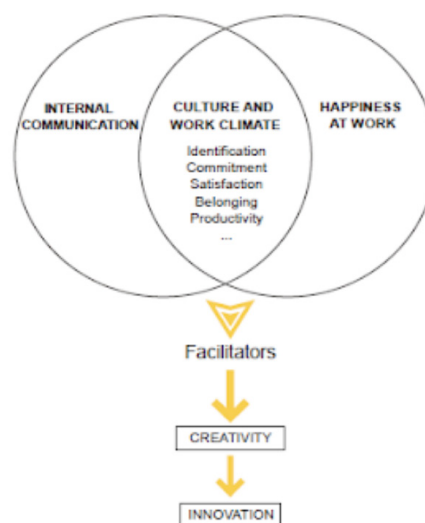 INTERNAL
COMMUNICATION
CULTURE AND
WORK CLIMATE
Identification
Commitment
Satisfaction
Belonging
Productivity
...
HAPPINESS
AT WORK
Facilitators
CREATIVITY
INNOVATION